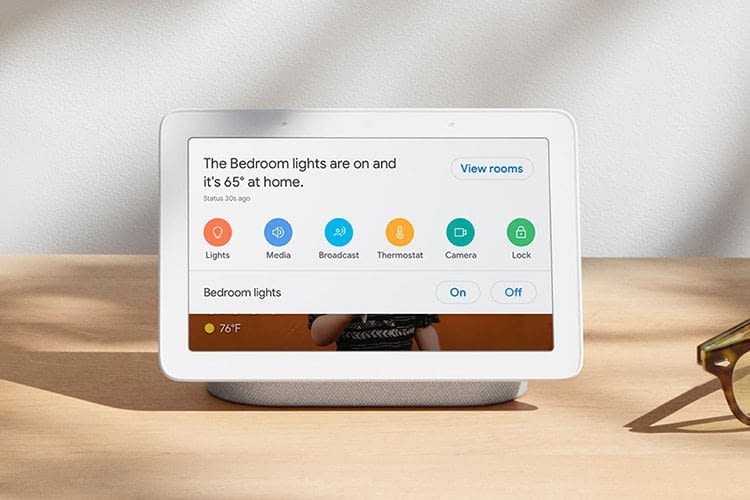 The Bedroom lights are on and
it's 65° at home.
Status 30s ago
View rooms
Lights
Media
Broadcast
Thermostat
Camera
Lock
Bedroom lights
On
Off
76°F